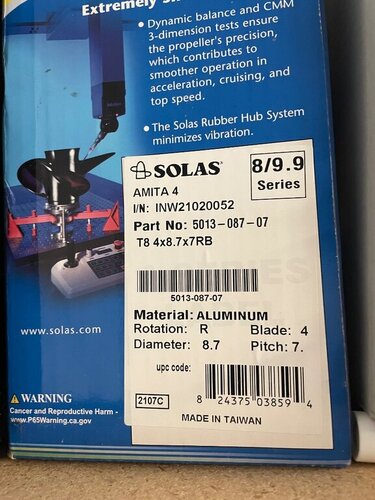 Extremely
• Dynamic balance and CMM
3-dimension tests ensure
the propeller's precision,
which contributes to
smoother operation in
acceleration, cruising, and
top speed.
• The Solas Rubber Hub System
minimizes vibration.
SOLAS®
8/9.9
Series
AMITA 4
I/N: INW21020052
Part No: 5013-087-07
T8 4x8.7x7RB
5013-087-07
Material: ALUMINUM
Rotation: R Blade: 4
Diameter: 8.7 Pitch: 7.
upc code:
2107C
8 24375 03859 4
MADE IN TAIWAN
www.solas.com
WARNING
Cancer and Reproductive Harm -
www.P65Warning.ca.gov